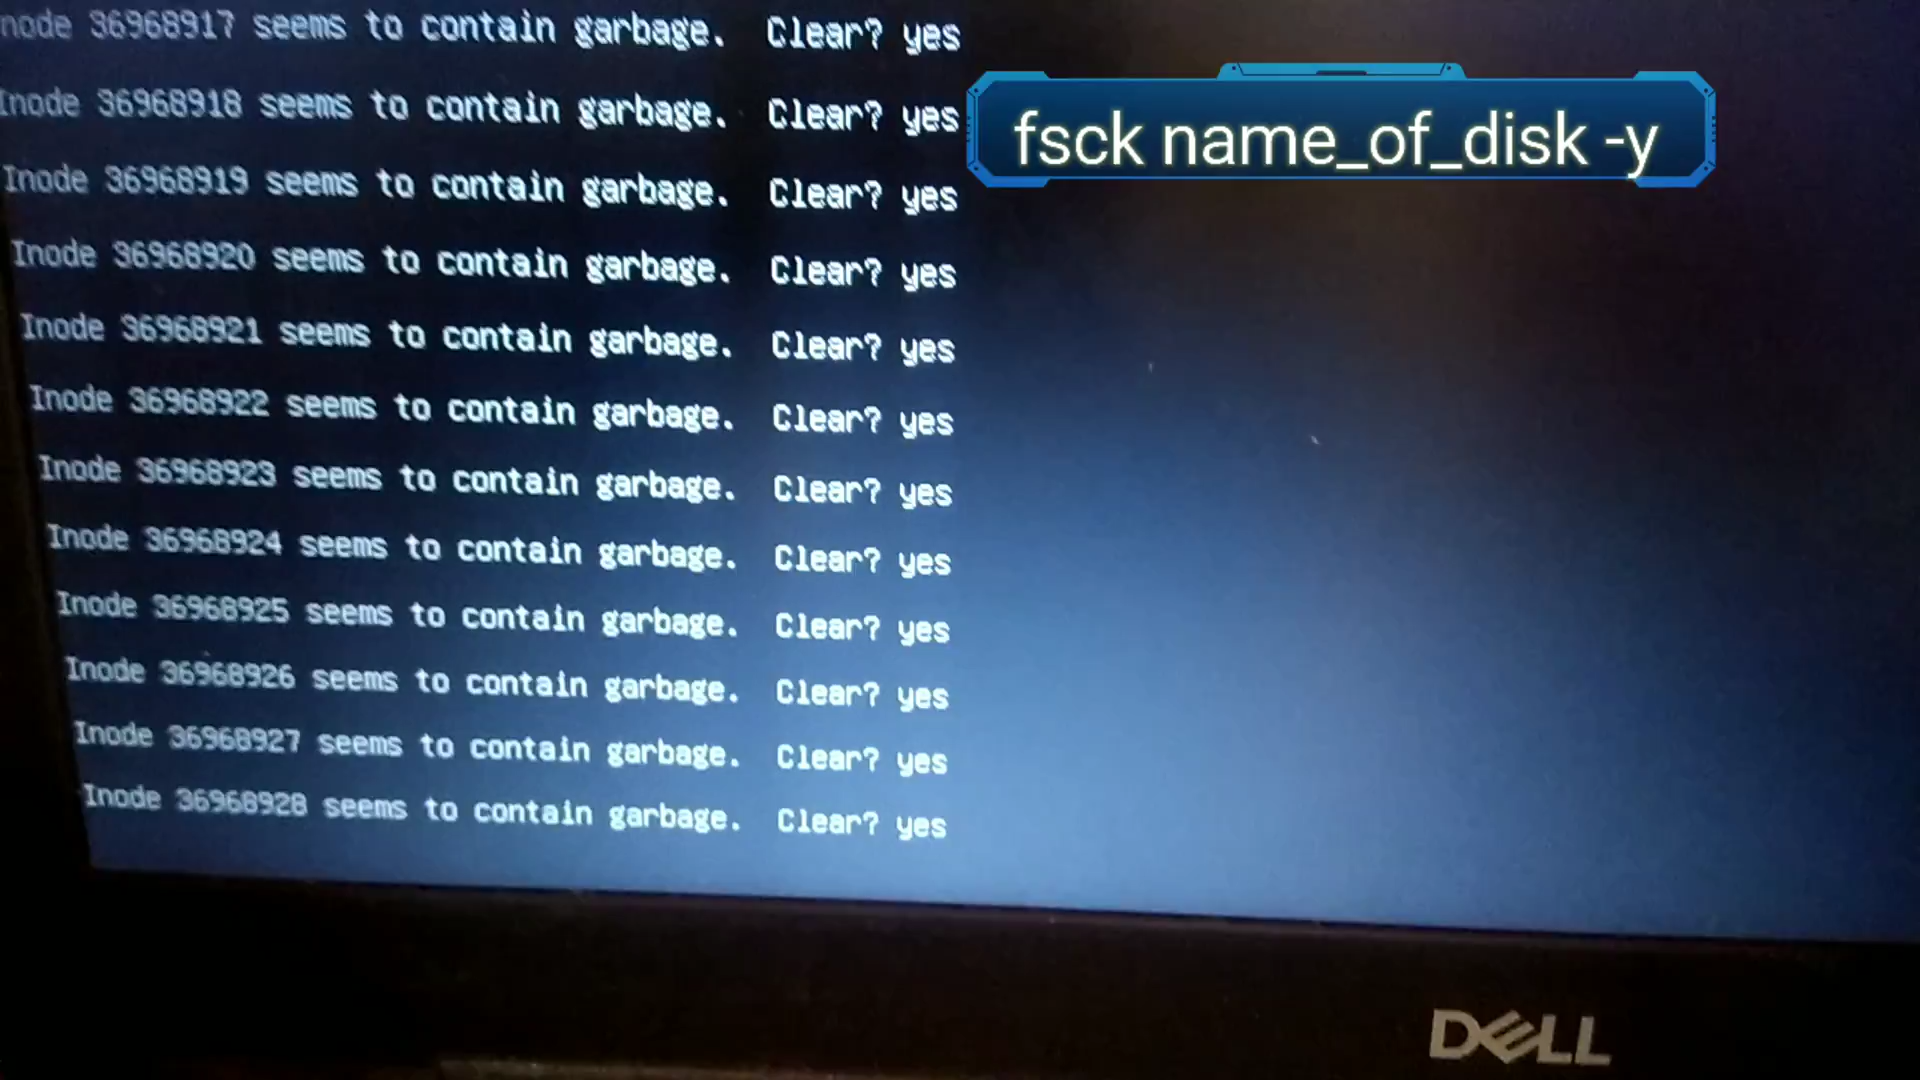 node 36968917 seems to contain garbage. Clear? yes
Inode 36968918 seems to contain garbage. Clear? yes
fsck name_of_disk -y
Inode 36968919 seems to contain garbage. Clear? yes
Inode 36968920 seems to contain garbage. Clear? yes
Inode 36968921 seems to contain garbage. Clear? yes
Inode 36968922 seems to contain garbage. Clear? yes
Inode 36968923 seems to contain garbage. Clear? yes
Inode 36968924 seems to contain garbage. Clear? yes
Inode 36968925 seems to contain garbage. Clear? yes
Inode 36968926 seems to contain garbage. Clear? yes
Inode 36968927 seems to contain garbage. Clear? yes
Inode 36968928 seems to contain garbage. Clear? yes
DELL